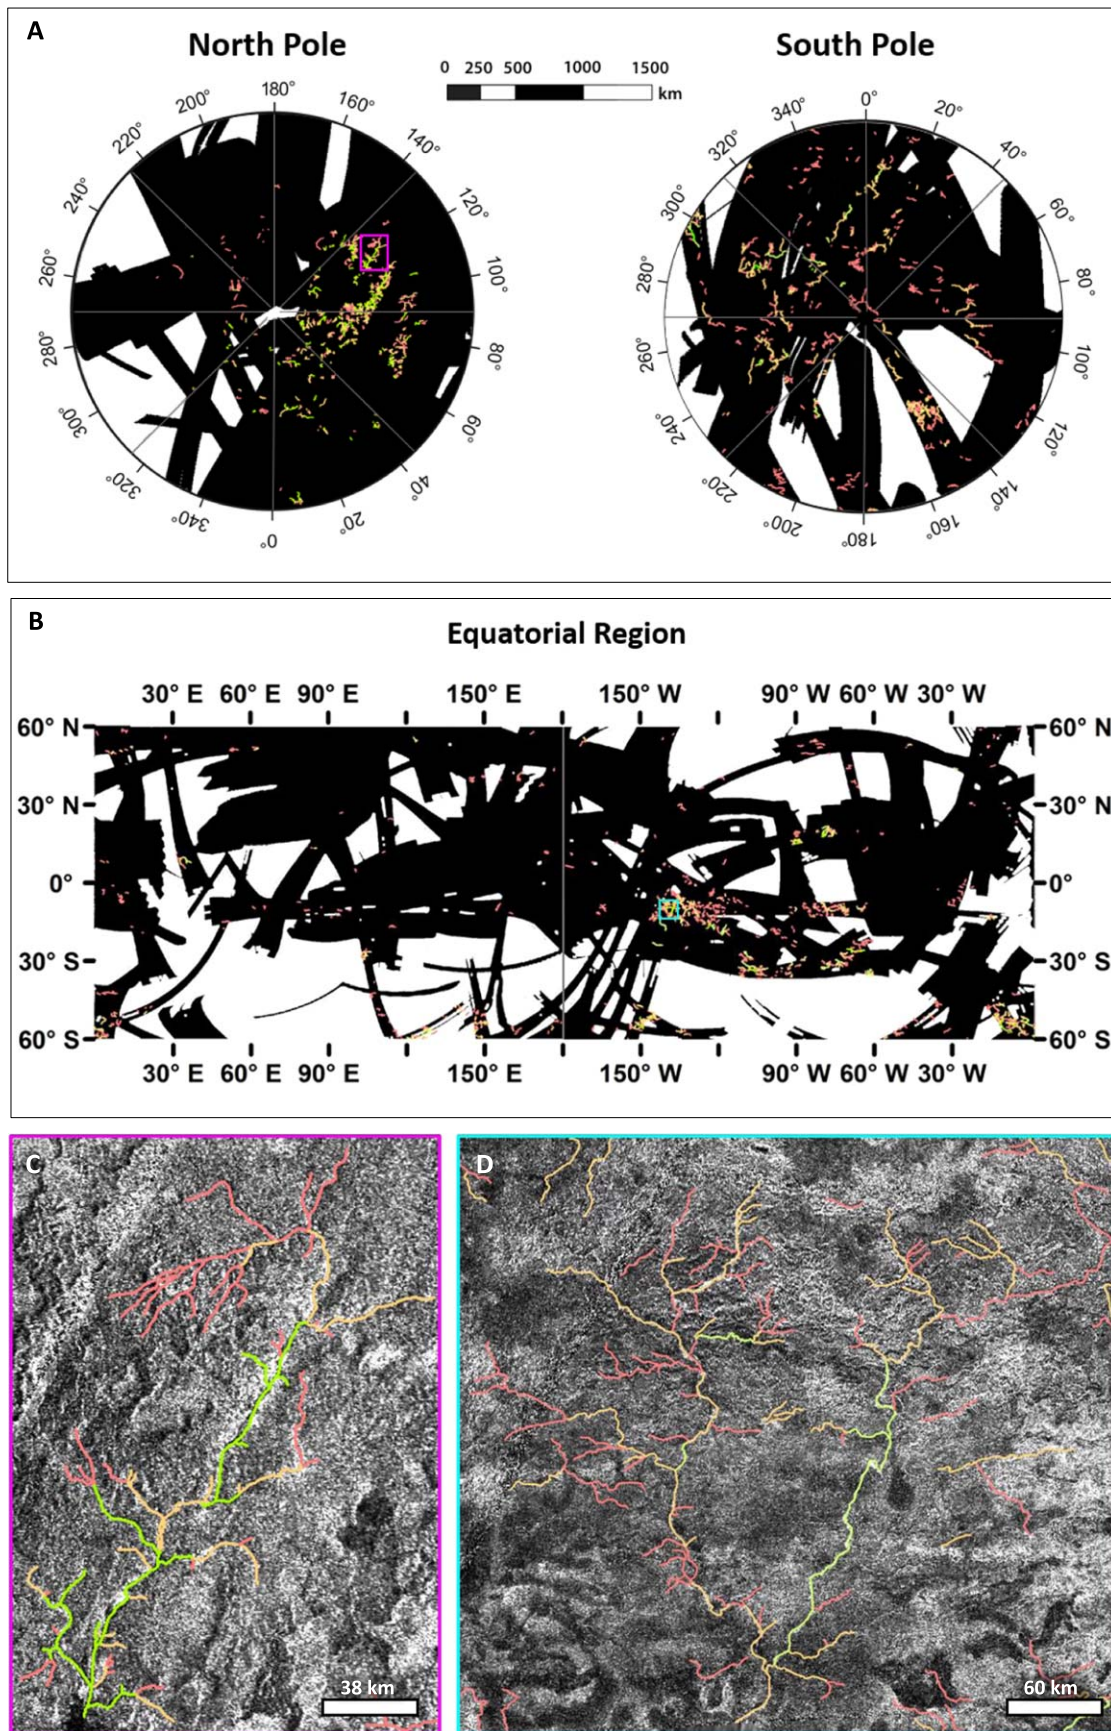 A
North Pole
South Pole
0 250 500 1000 1500
km
180°
160°
140°
120°
100°
80°
60°
40°
20°
0°
340°
320°
300°
280°
260°
240°
220°
200°
0°
20°
40°
60°
80°
100°
120°
140°
160°
180°
200°
220°
240°
260°
280°
300°
320°
340°
B
Equatorial Region
30° E 60° E 90° E 150° E 150° W 90° W 60° W 30° W
60° N 60° N
30° N 30° N
0° 0°
30° S 30° S
60° S 60° S
30° E 60° E 90° E 150° E 150° W 90° W 60° W 30° W
C
38 km
D
60 km